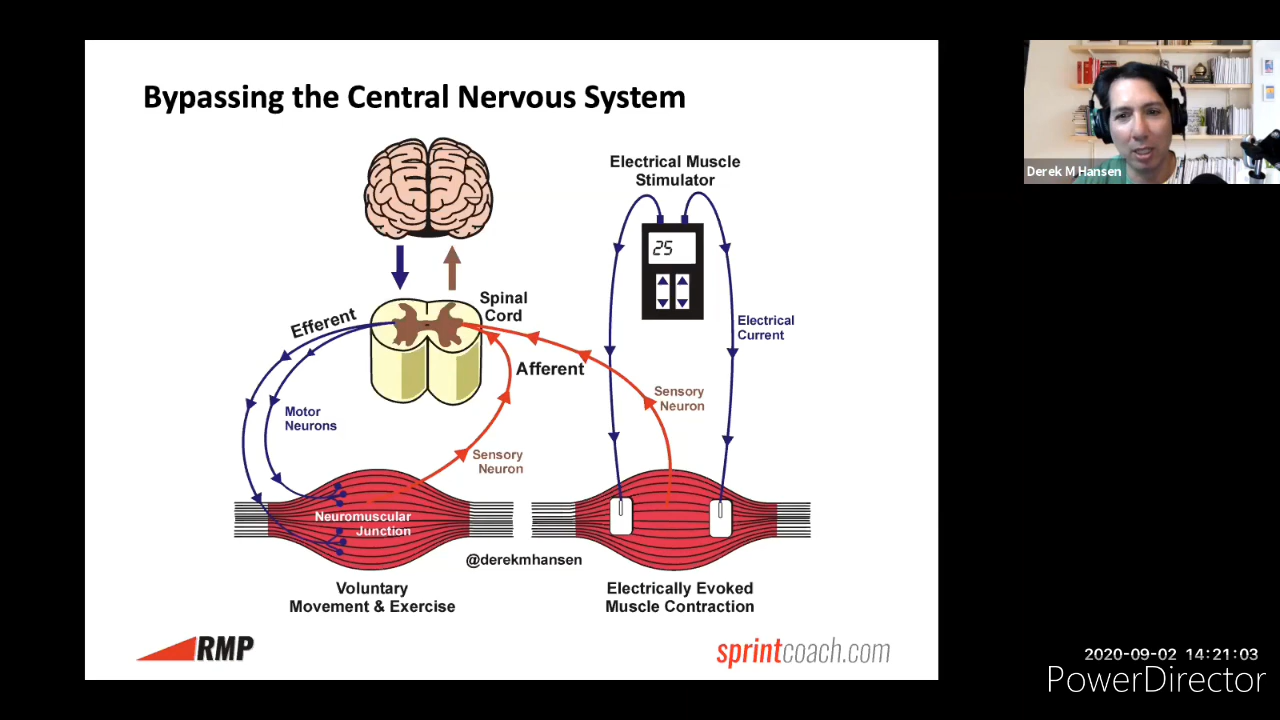 Bypassing the Central Nervous System
Electrical Muscle
Stimulator
25
Spinal
Cord
Efferent
Electrical
Current
Afferent
Sensory
Neuron
Motor
Neurons
Sensory
Neuron
Neuromuscular
Junction
@derekmhansen
Voluntary
Movement & Exercise
Electrically Evoked
Muscle Contraction
RMP
sprintcoach.com
Derek M Hansen
2020-09-02 14:21:03
PowerDirector